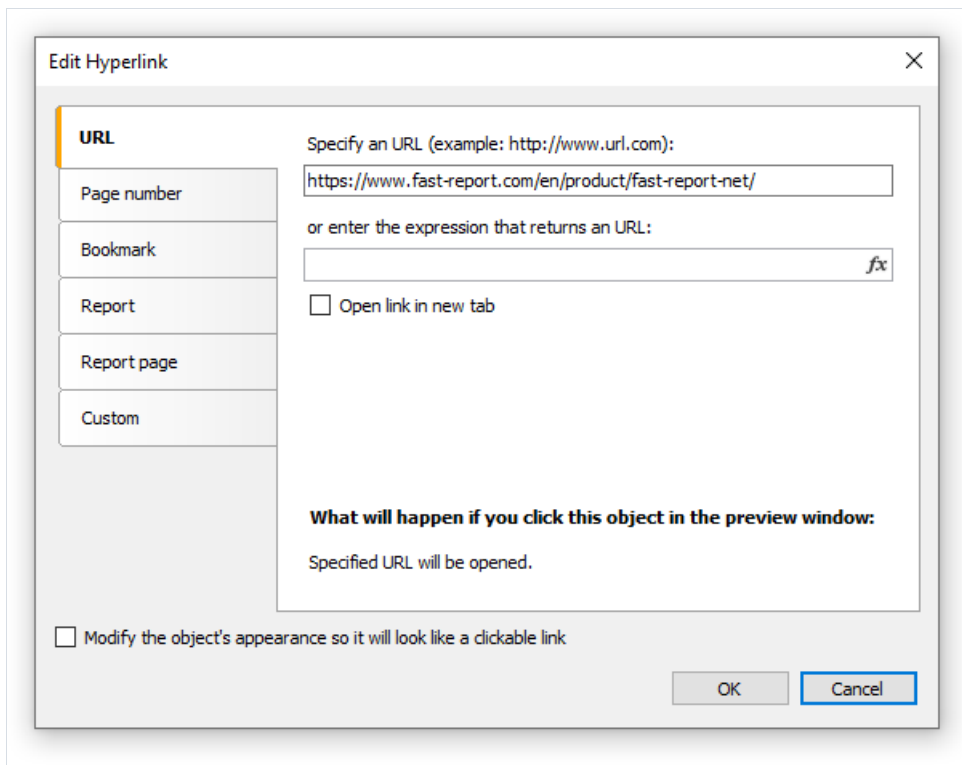 Edit Hyperlink
URL
Page number
Bookmark
Report
Report page
Custom
Specify an URL (example: http://www.url.com):
https://www.fast-report.com/en/product/fast-report-net/
or enter the expression that returns an URL:
fx
Open link in new tab
What will happen if you click this object in the preview window:
Specified URL will be opened.
Modify the object's appearance so it will look like a clickable link
OK
Cancel